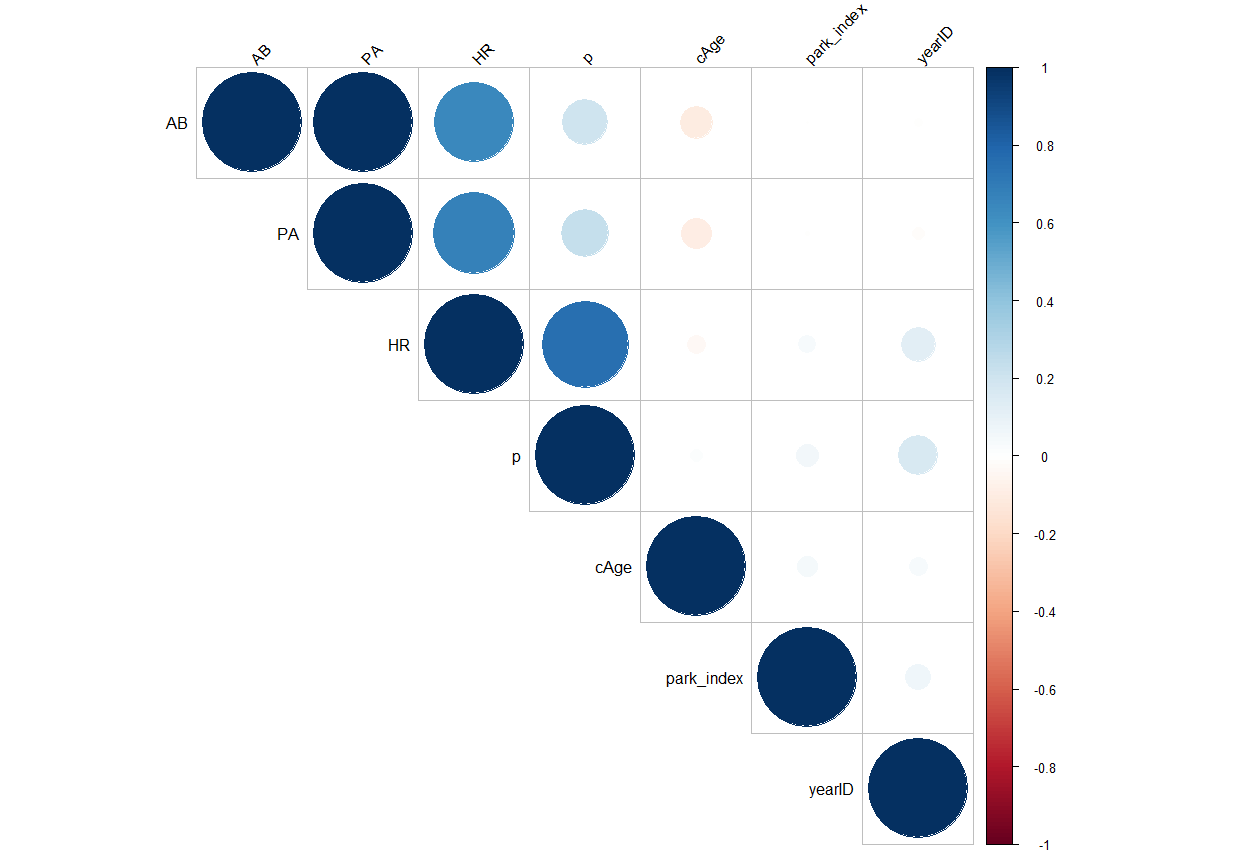 AB PA HR p cAge park_index yearID
AB
PA
HR
p
cAge
park_index
yearID
1
0.8
0.6
0.4
0.2
0
-0.2
-0.4
-0.6
-0.8
-1